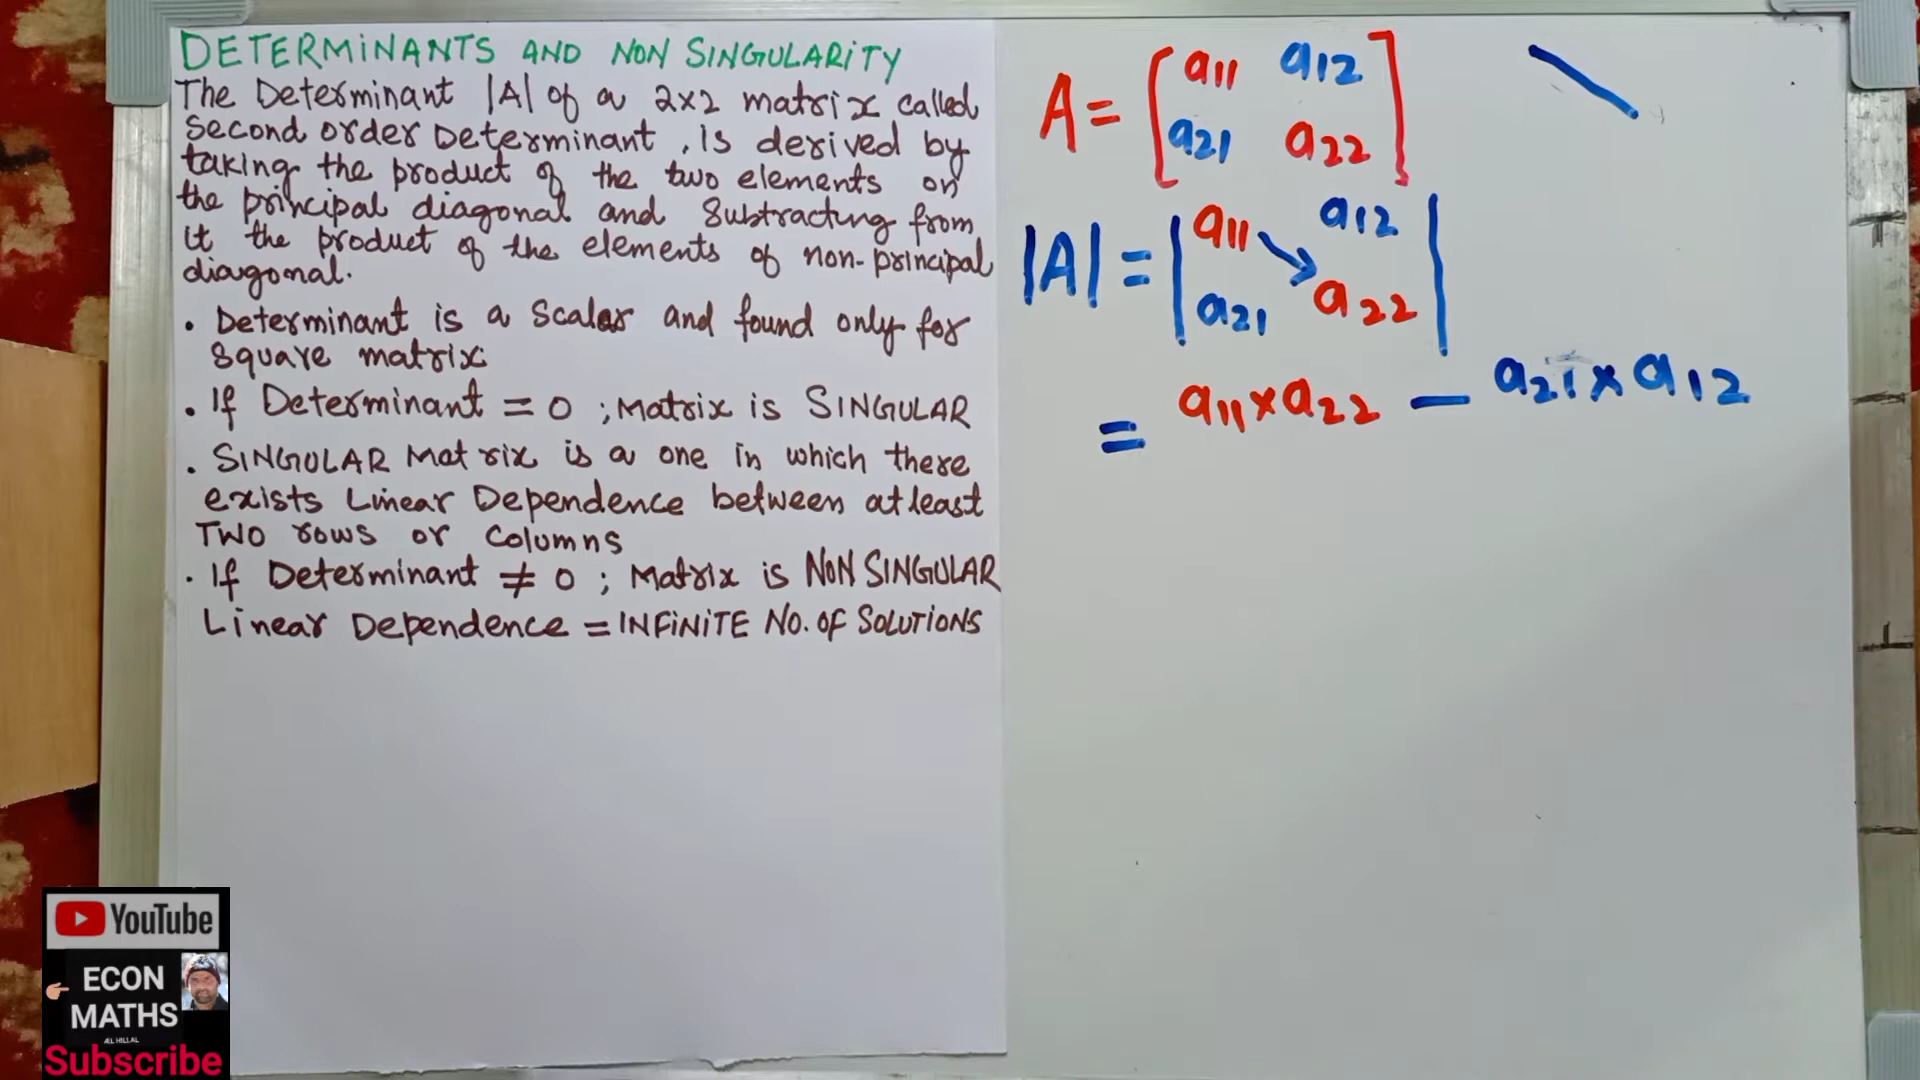 DETERMINANTS AND NON SINGULARITY
The Determinant |A| of a 2x2 matrix called
second order Determinant, is derived by
taking the product of the two elements on
the principal diagonal and Subtracting from
it the product of the elements of non-principal
diagonal.
• Determinant is a Scalar and found only for
square matrix
• If Determinant = 0 ; Matrix is SINGULAR
• SINGULAR Matrix is a one in which there
exists Linear Dependence between at least
TWO rows or Columns
• If Determinant ≠ 0 ; Matrix is NON SINGULAR
Linear Dependence = INFINITE NO. OF SOLUTIONS
A = [a11 a12
a21 a22]
|A| = |a11 a12
a21 a22|
= a11 x a22 — a21 x a12
YouTube
ECON
MATHS
ÆL HILLAL
Subscribe